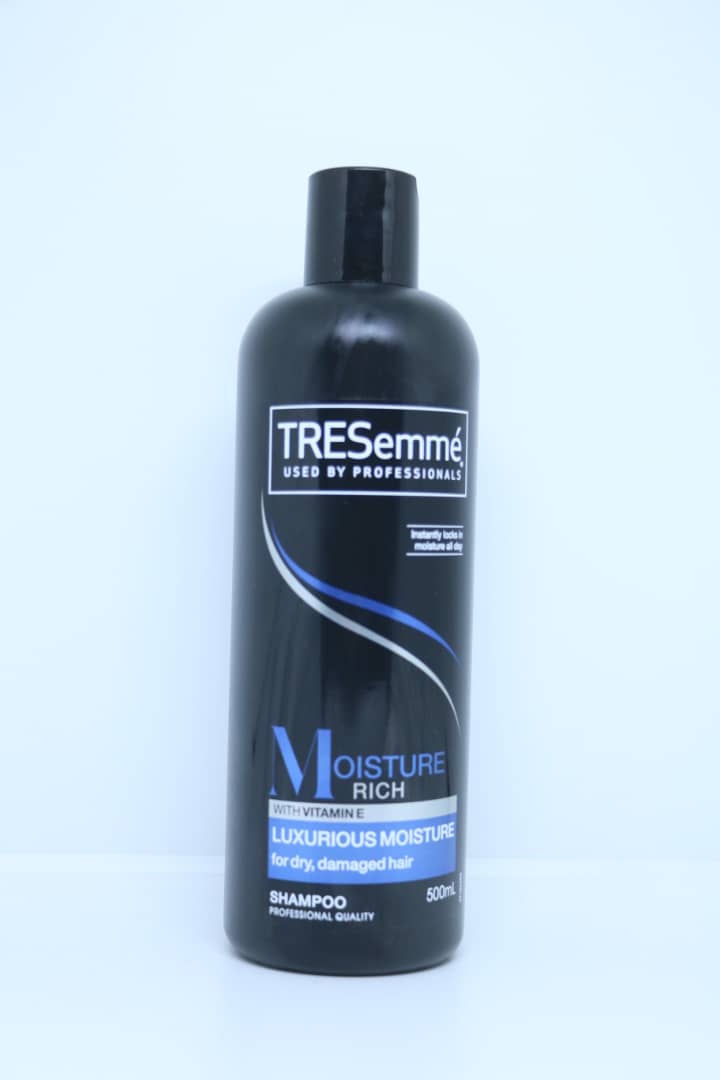 TRESemmé
USED BY PROFESSIONALS
Instantly locks in
moisture all day
MOISTURE
RICH
WITH VITAMIN E
LUXURIOUS MOISTURE
for dry, damaged hair
500mL
SHAMPOO
PROFESSIONAL QUALITY